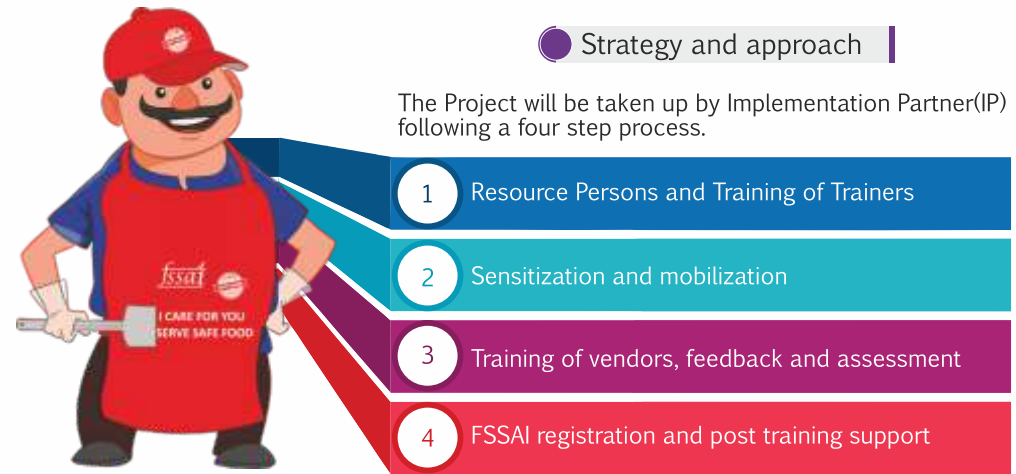 Strategy and approach
The Project will be taken up by Implementation Partner(IP)
following a four step process.
1 Resource Persons and Training of Trainers
2 Sensitization and mobilization
3 Training of vendors, feedback and assessment
4 FSSAI registration and post training support
fssai
I CARE FOR YOU
SERVE SAFE FOOD